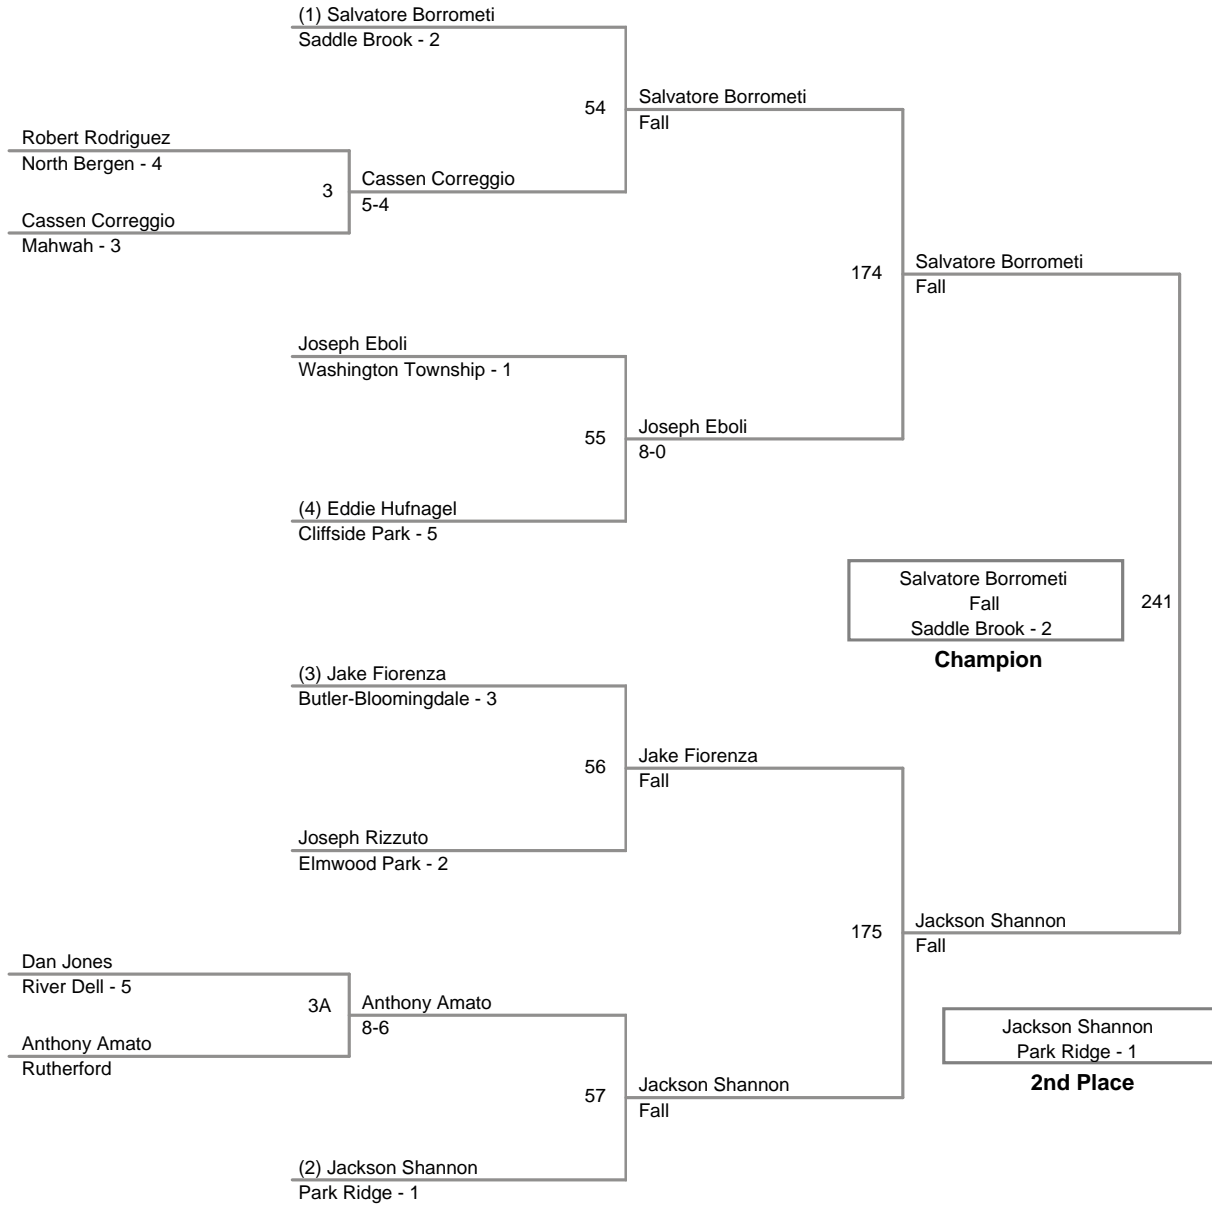 (1) Salvatore Borrometi
Saddle Brook - 2
54
Salvatore Borrometi
Fall
Robert Rodriguez
North Bergen - 4
3
Cassen Correggio
5-4
Cassen Correggio
Mahwah - 3
174
Salvatore Borrometi
Fall
Joseph Eboli
Washington Township - 1
55
Joseph Eboli
8-0
(4) Eddie Hufnagel
Cliffside Park - 5
Salvatore Borrometi
Fall
Saddle Brook - 2
Champion
241
(3) Jake Fiorenza
Butler-Bloomingdale - 3
56
Jake Fiorenza
Fall
Joseph Rizzuto
Elmwood Park - 2
175
Jackson Shannon
Fall
Dan Jones
River Dell - 5
3A
Anthony Amato
8-6
Anthony Amato
Rutherford
Jackson Shannon
Park Ridge - 1
2nd Place
57
Jackson Shannon
Fall
(2) Jackson Shannon
Park Ridge - 1